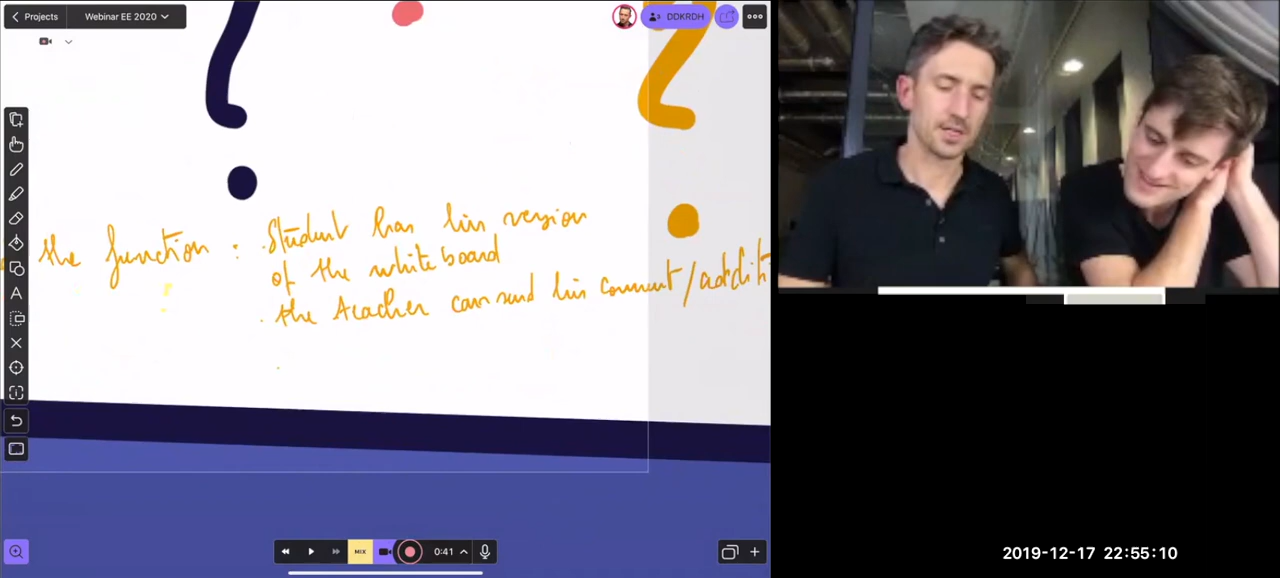 Projects
Webinar EE 2020
DDKRDH
the function : . Student has his version
of the whiteboard
. the teacher can send his comment/addit
A
MIX
0:41
2019-12-17 22:55:10